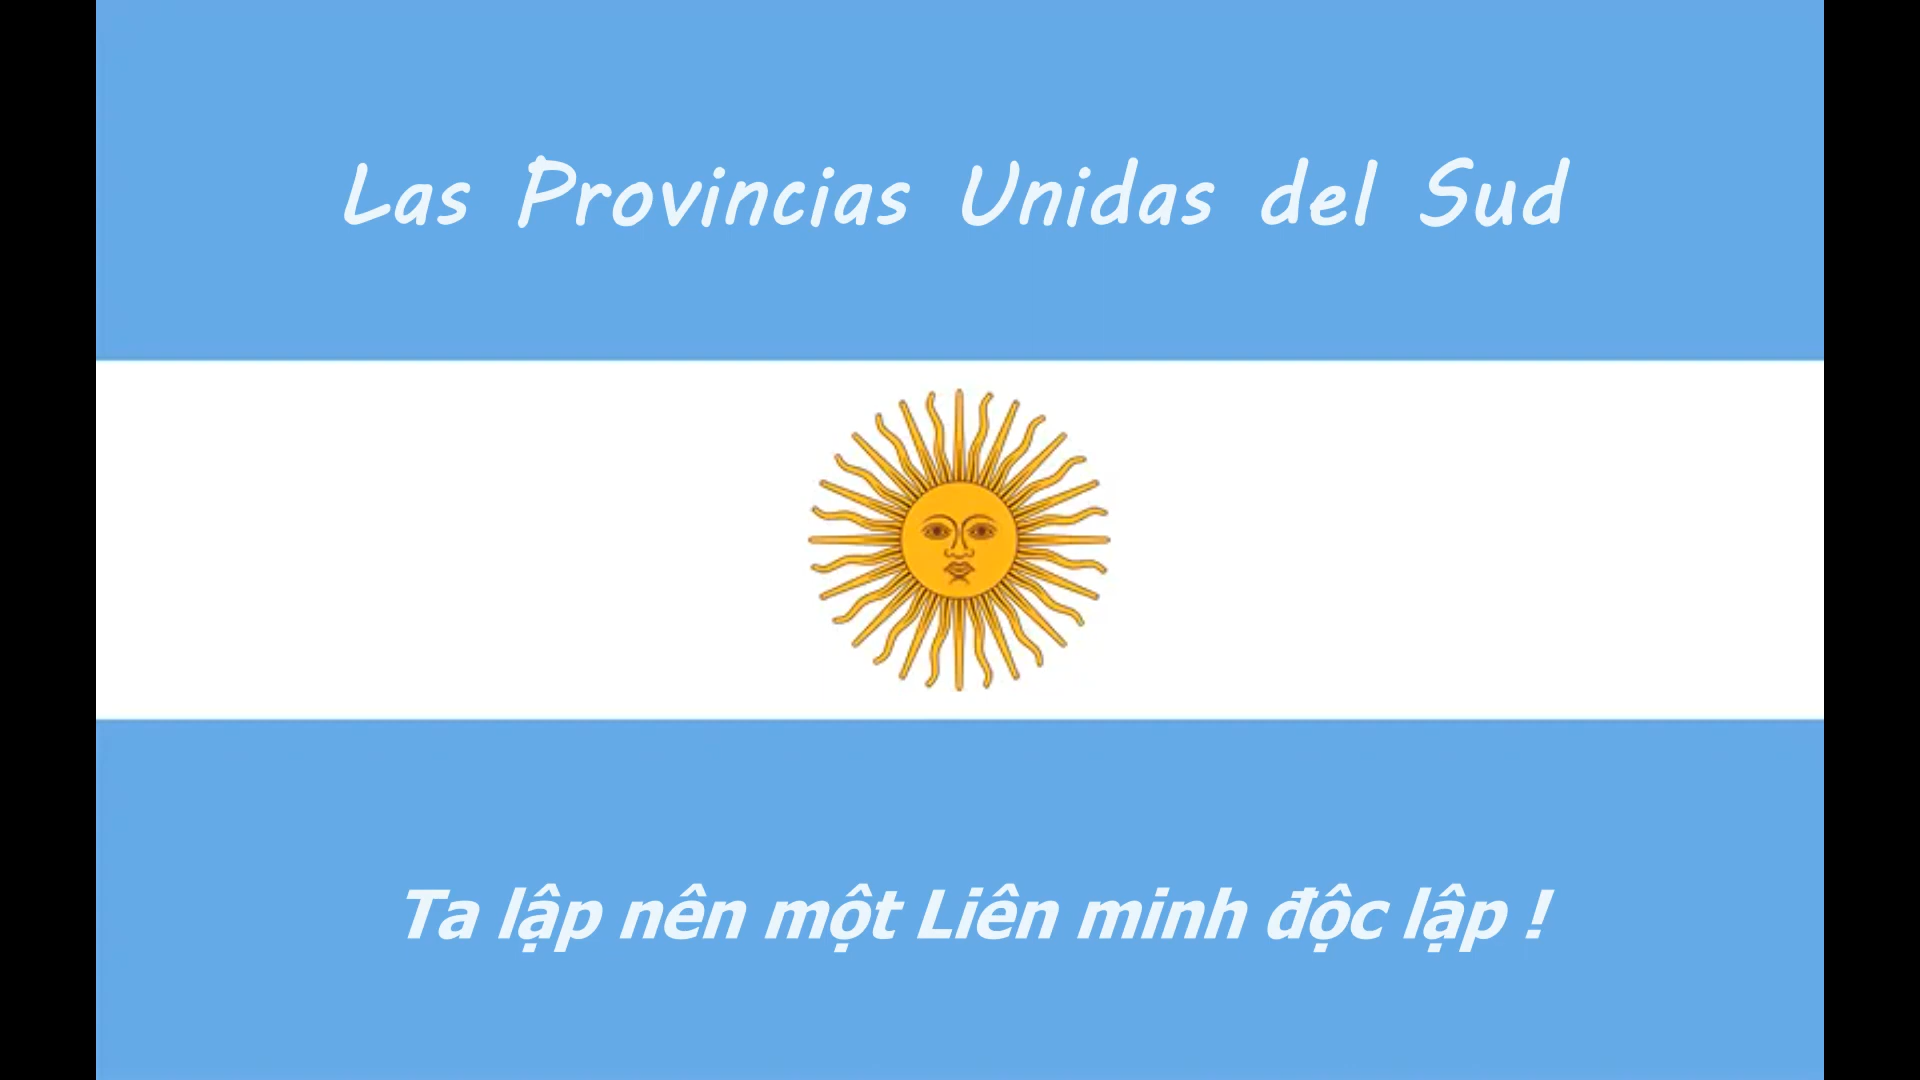 Las Provincias Unidas del Sud
Ta lập nên một Liên minh độc lập !